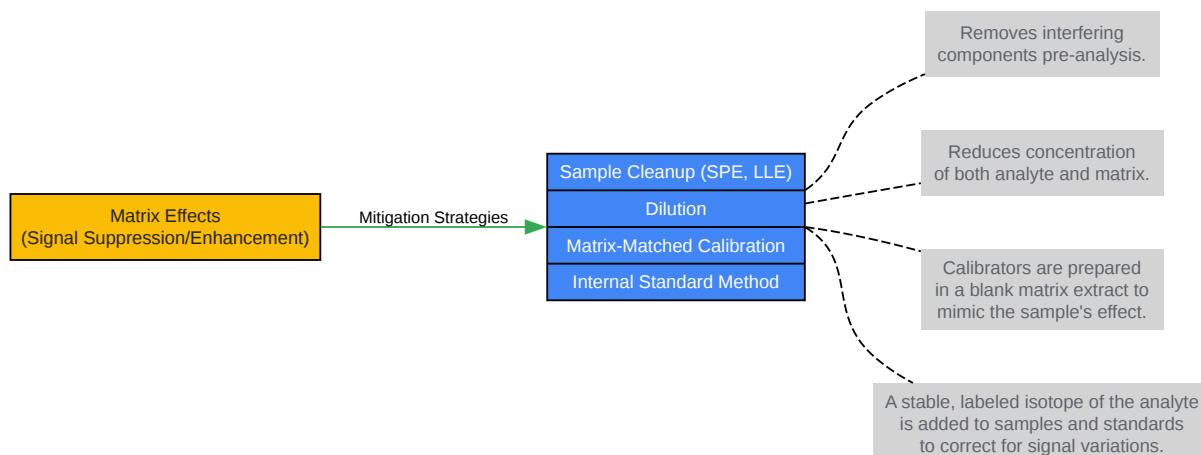 Matrix Effects
(Signal Suppression/Enhancement)
Mitigation Strategies
Sample Cleanup (SPE, LLE)
Dilution
Matrix-Matched Calibration
Internal Standard Method
Removes interfering
components pre-analysis.
Reduces concentration
of both analyte and matrix.
Calibrators are prepared
in a blank matrix extract to
mimic the sample's effect.
A stable, labeled isotope of the analyte
is added to samples and standards
to correct for signal variations.